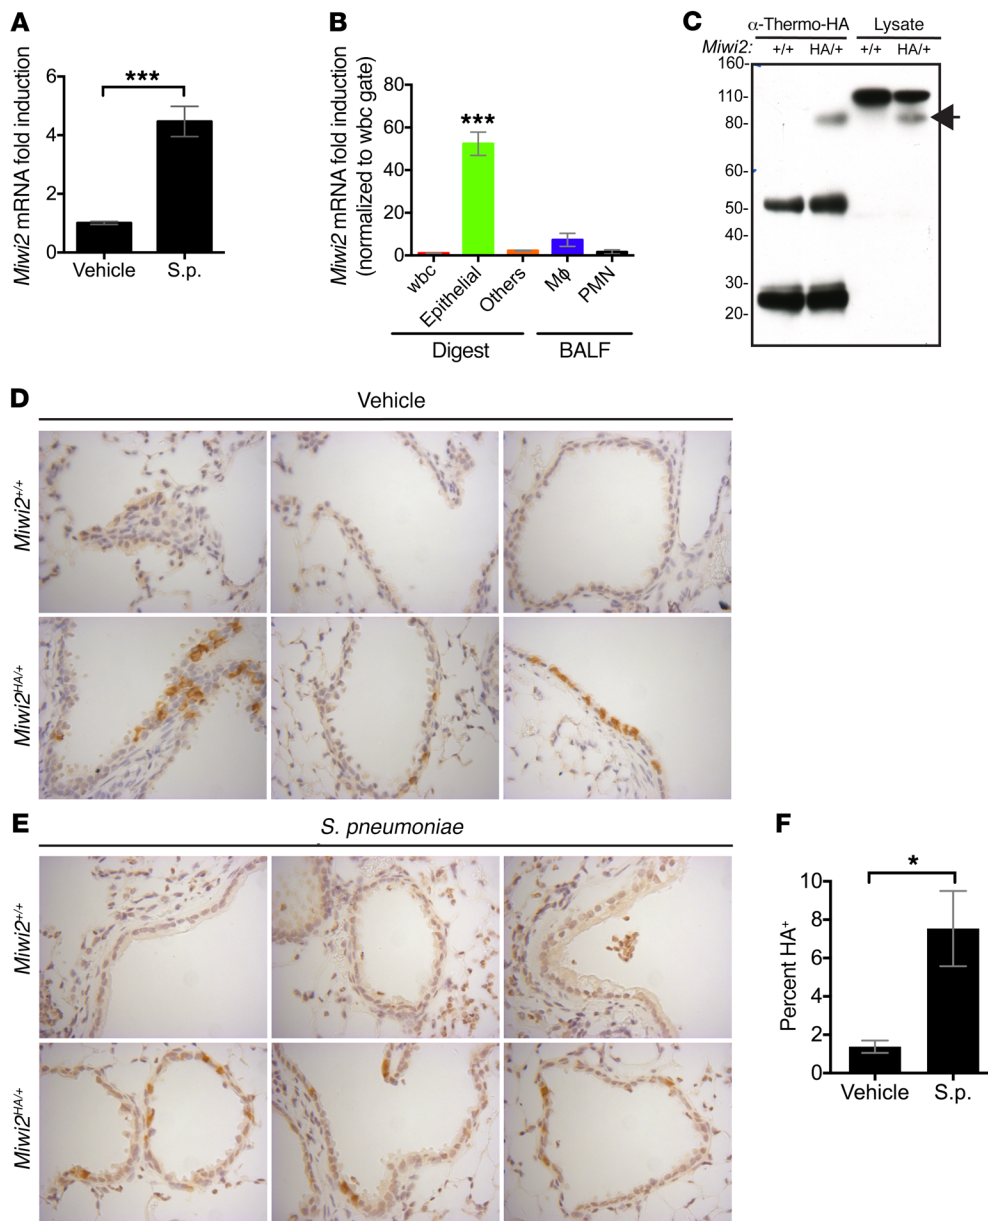 A
Miwi2 mRNA fold induction
6
4
2
0
***
Vehicle
S.p.
B
Miwi2 mRNA fold induction
(normalized to wbc gate)
80
60
40
20
0
***
wbc
Epithelial
Others
Mϕ
PMN
Digest
BALF
C
α-Thermo-HA
Lysate
Miwi2: +/+ HA/+ +/+ HA/+
160-
110-
80-
60-
50-
40-
30-
20-
D
Vehicle
Miwi2+/+
Miwi2HA/+
E
S. pneumoniae
Miwi2+/+
Miwi2HA/+
F
Percent HA+
10
8
6
4
2
0
*
Vehicle
S.p.